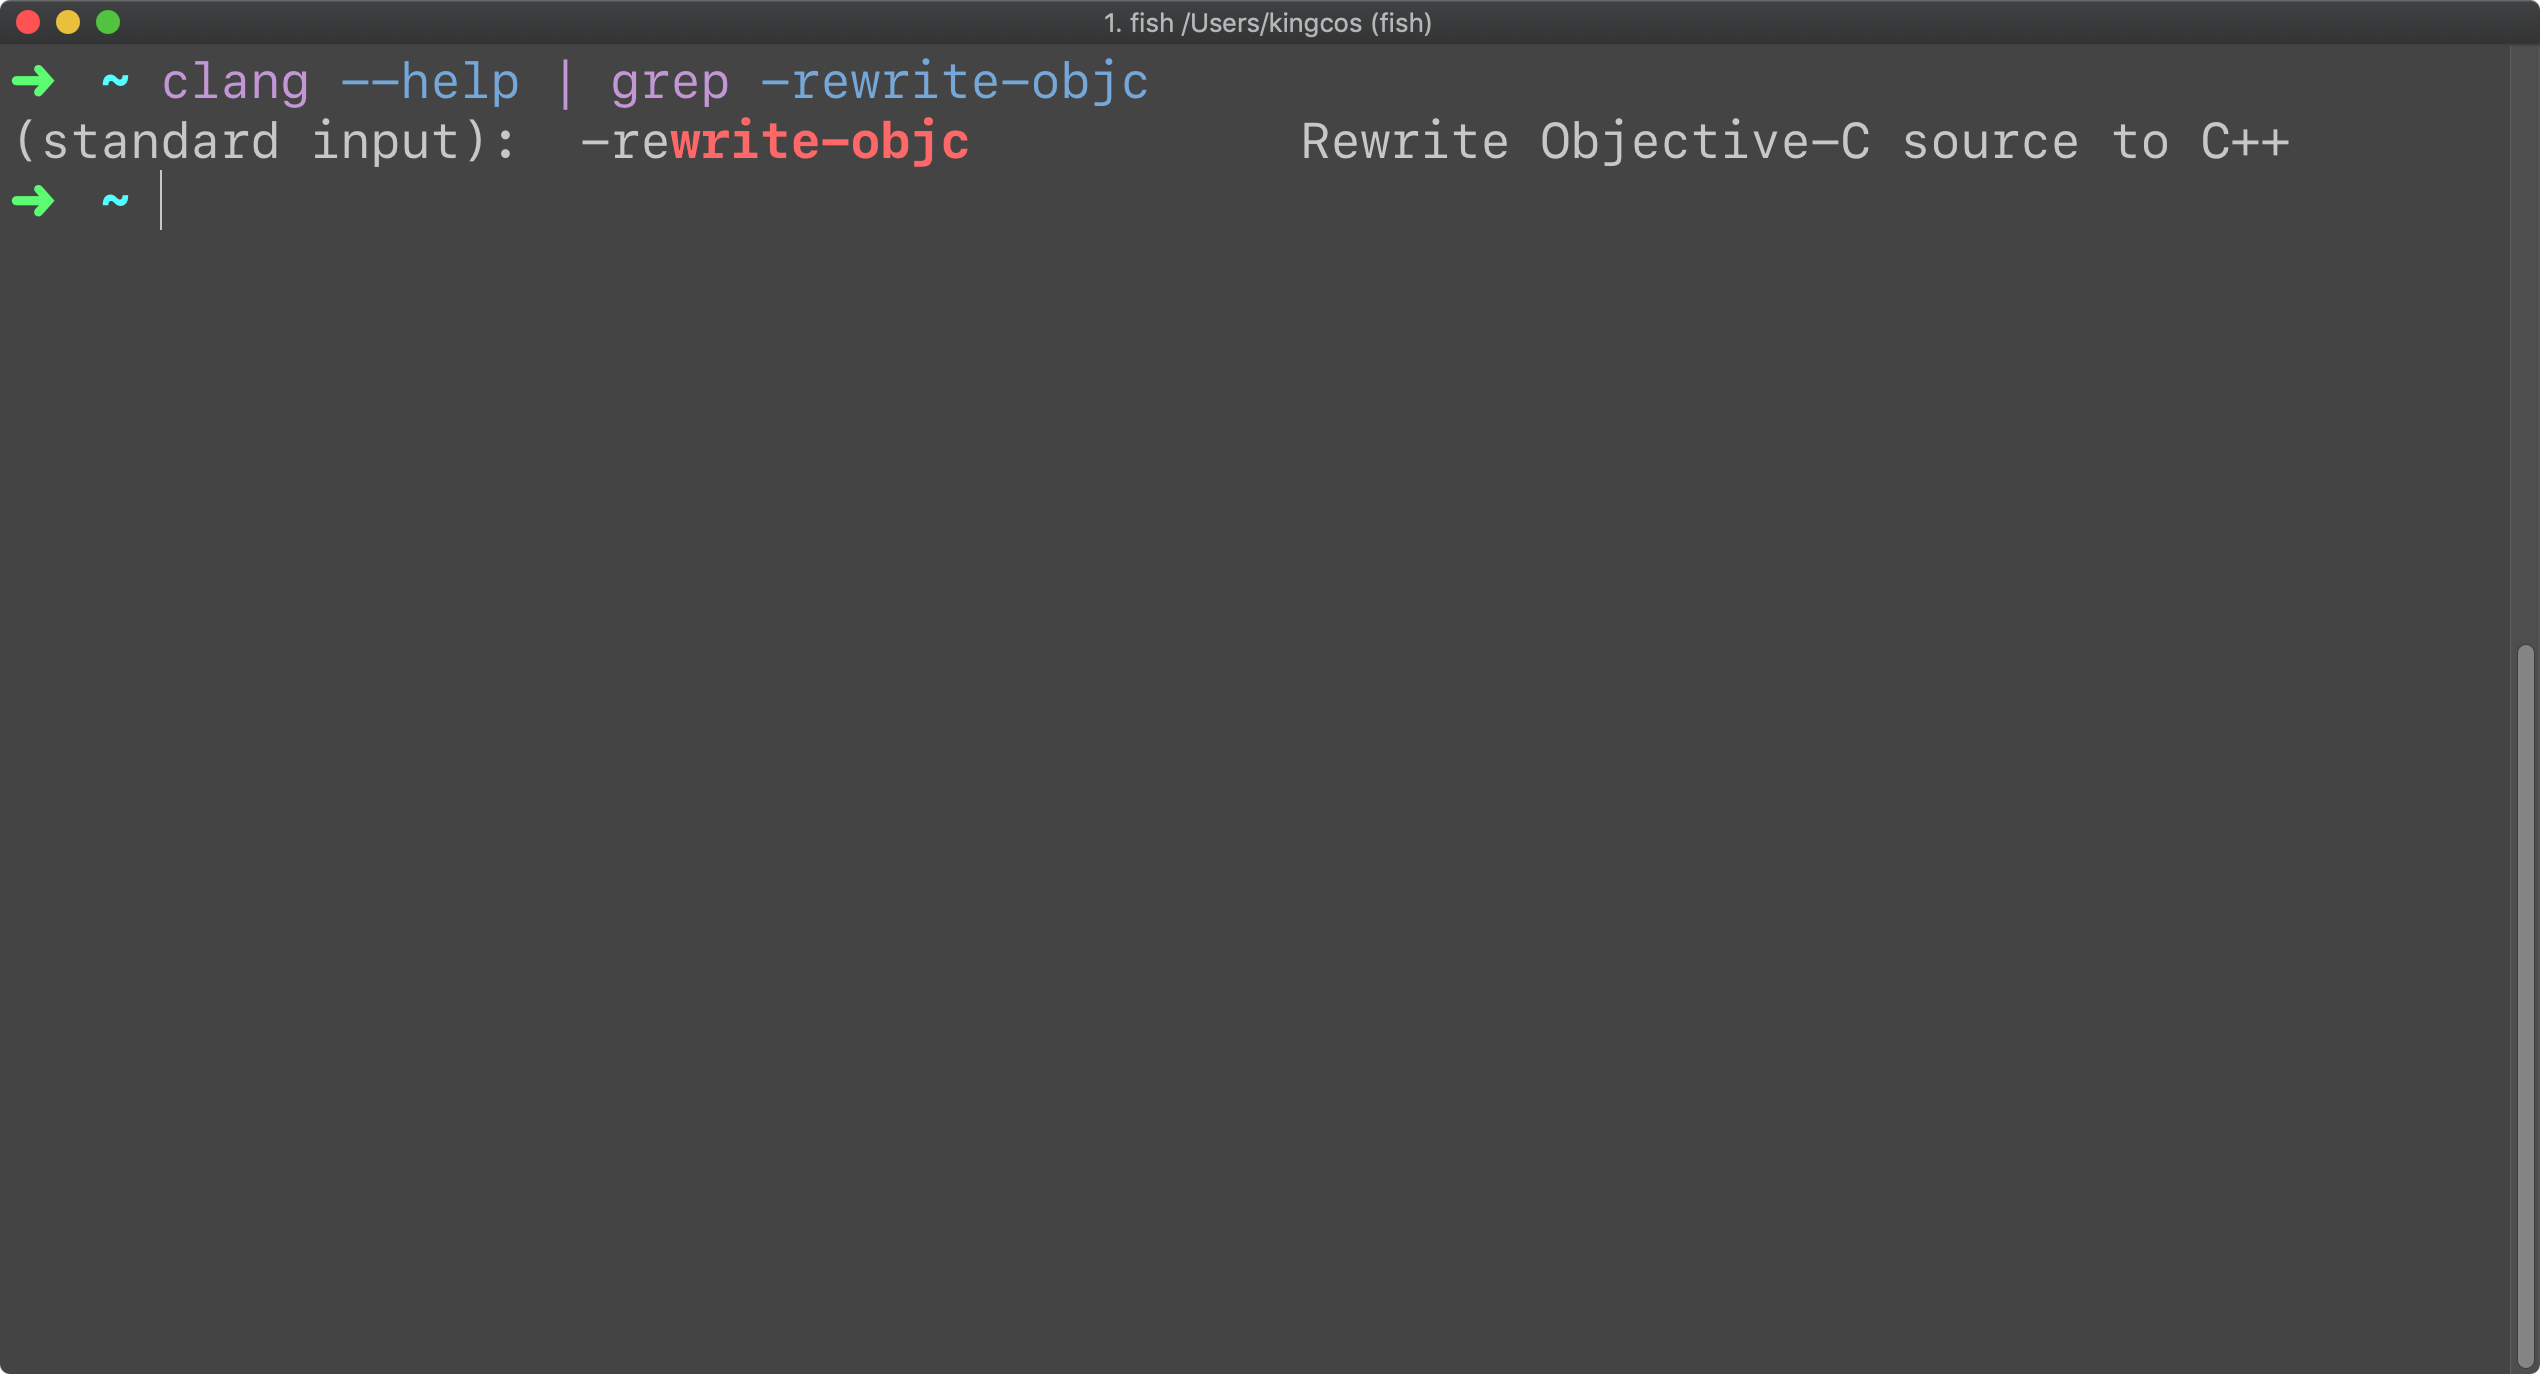 1. fish /Users/kingcos (fish)
➜  ~ clang --help | grep -rewrite-objc
(standard input):  -rewrite-objc           Rewrite Objective-C source to C++
➜  ~